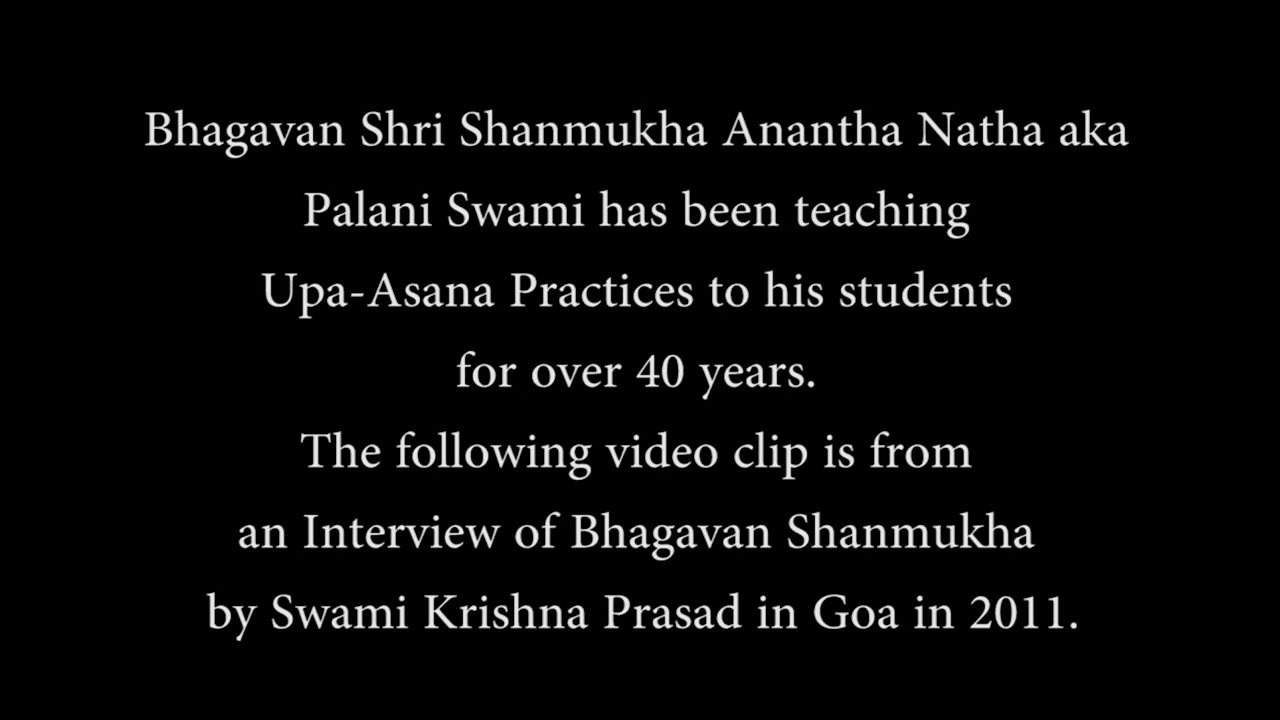 Bhagavan Shri Shanmukha Anantha Natha aka
Palani Swami has been teaching
Upa-Asana Practices to his students
for over 40 years.
The following video clip is from
an Interview of Bhagavan Shanmukha
by Swami Krishna Prasad in Goa in 2011.